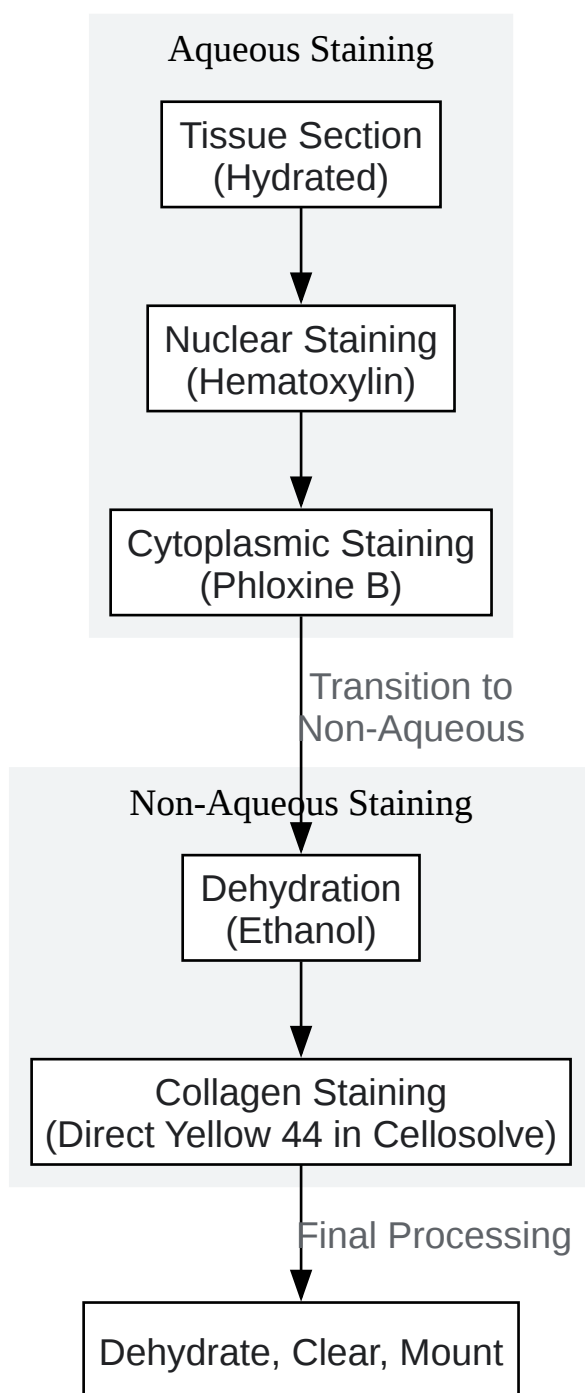 Aqueous Staining
Tissue Section
(Hydrated)
Nuclear Staining
(Hematoxylin)
Cytoplasmic Staining
(Phloxine B)
Transition to
Non-Aqueous
Non-Aqueous Staining
Dehydration
(Ethanol)
Collagen Staining
(Direct Yellow 44 in Cellosolve)
Final Processing
Dehydrate, Clear, Mount